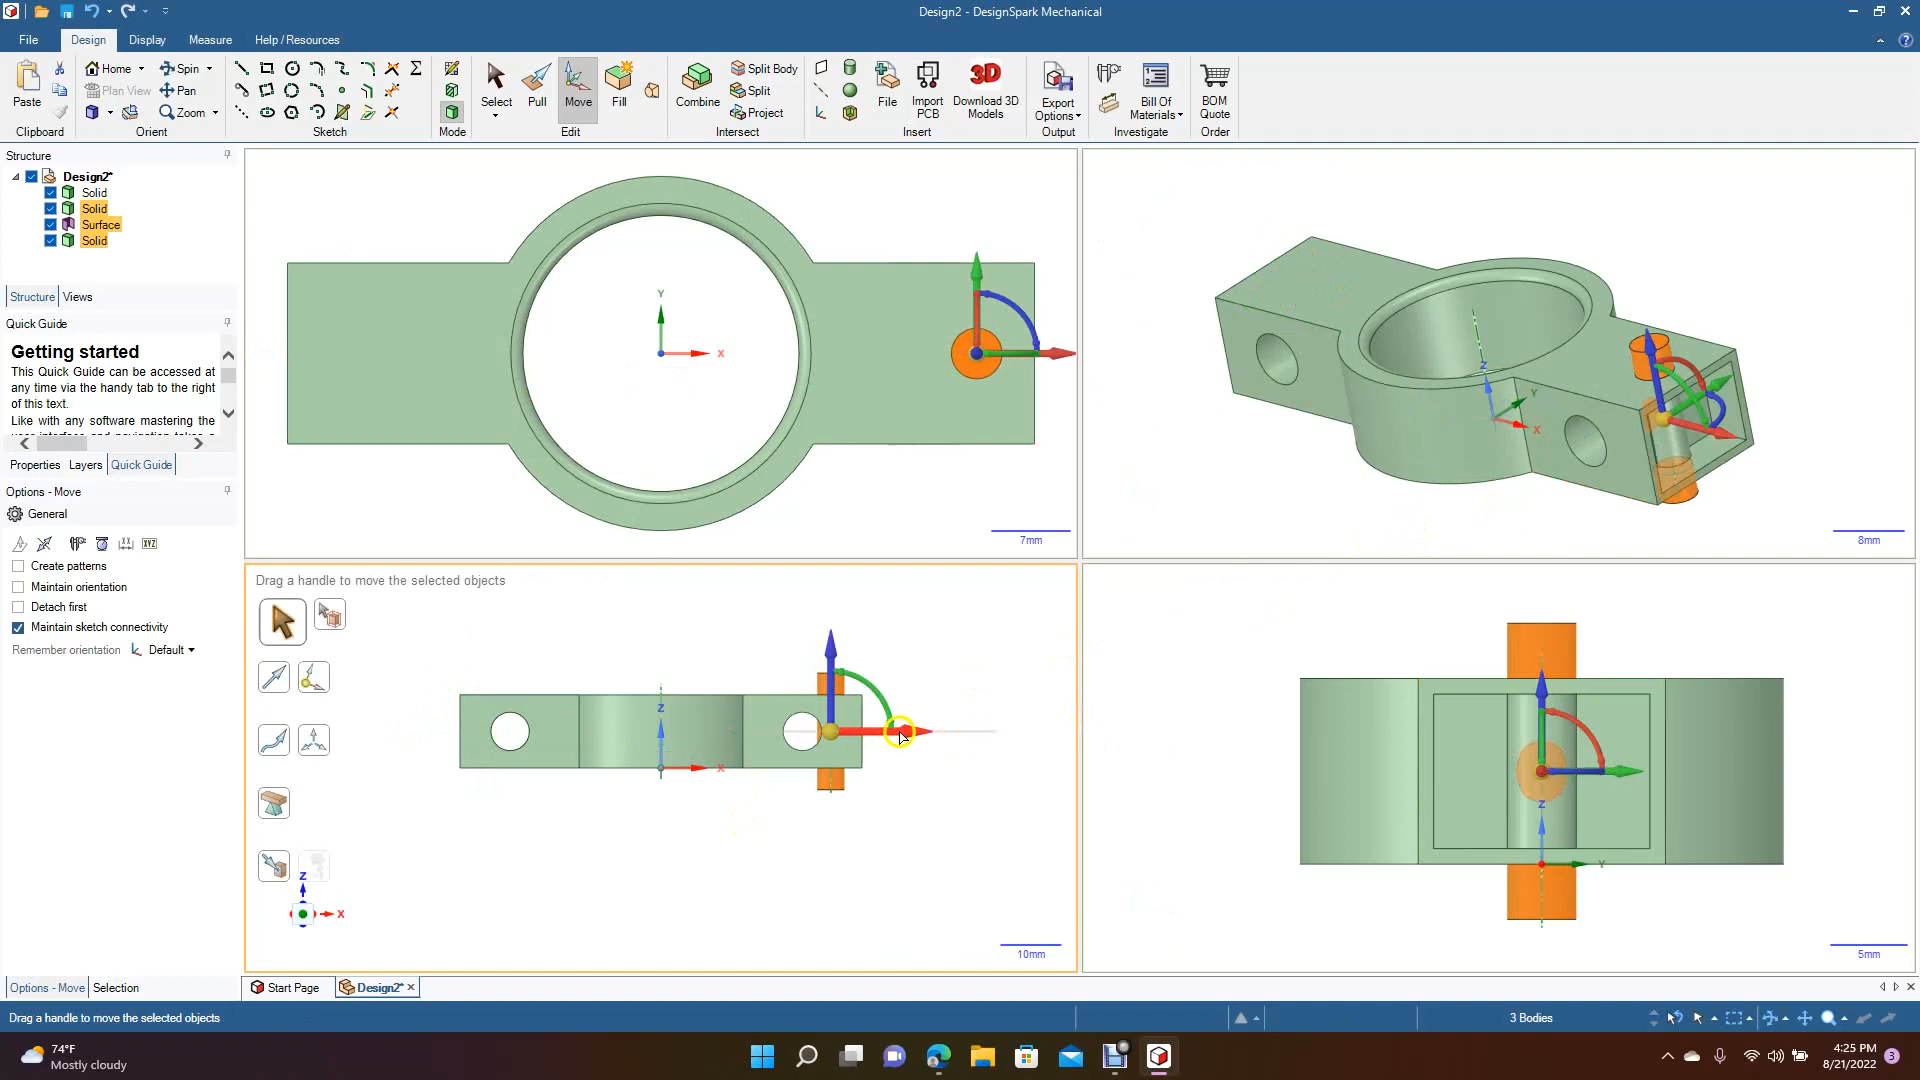 Design2 - DesignSpark Mechanical
File Design Display Measure Help / Resources
Paste
Clipboard
Home Spin
Plan View Pan
Zoom
Orient
Sketch
Mode
Select Pull Move Fill
Edit
Combine
Split Body
Split
Project
Intersect
File
Import PCB
3D
Download 3D Models
Insert
Export Options
Output
Bill Of Materials
Investigate
BOM Quote
Order
Structure
Design2*
Solid
Solid
Surface
Solid
Structure Views
Quick Guide
Getting started
This Quick Guide can be accessed at
any time via the handy tab to the right
of this text.
Like with any software mastering the
Properties Layers Quick Guide
Options - Move
General
XYZ
Create patterns
Maintain orientation
Detach first
Maintain sketch connectivity
Remember orientation Default
Options - Move Selection
Y
X
7mm
Z
Y
X
8mm
Drag a handle to move the selected objects
Z
X
Z
X
10mm
Z
Y
5mm
Start Page Design2*
Drag a handle to move the selected objects
3 Bodies
74°F
Mostly cloudy
4:25 PM
8/21/2022
3